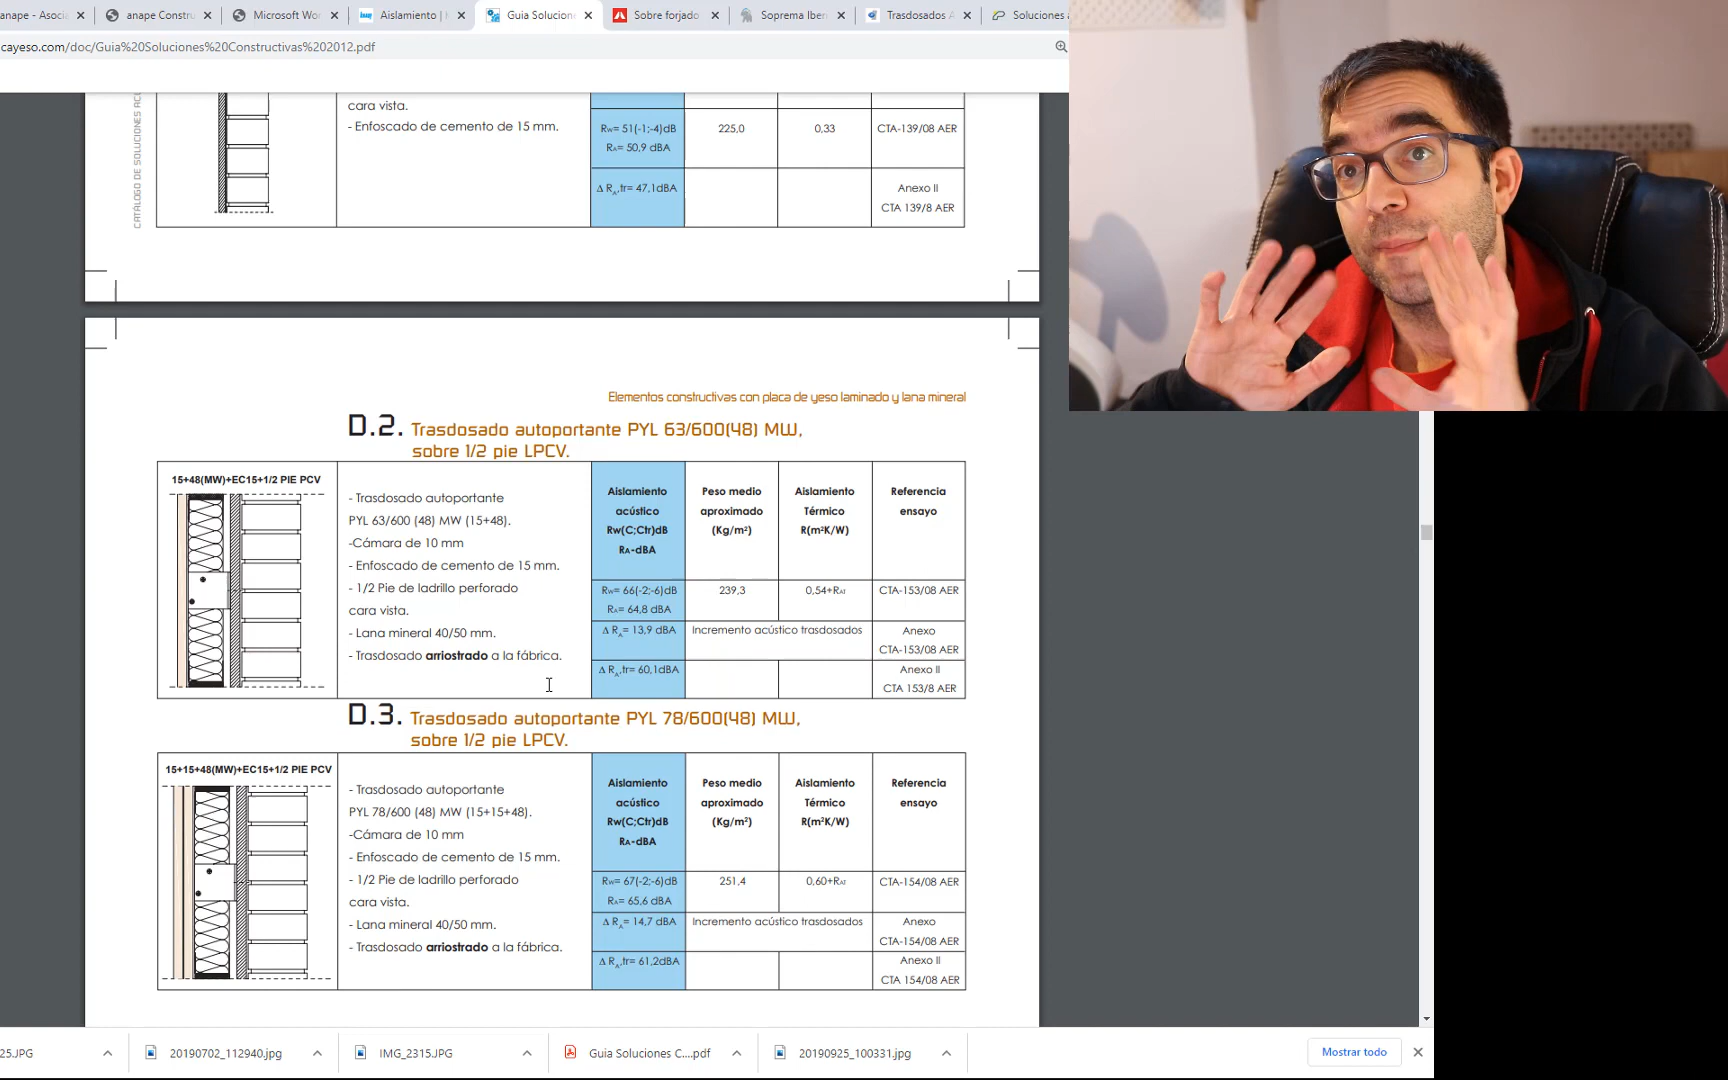 anape - Asoc
anape Constru
Microsoft Wo
Aislamiento |
Guia Solucion
Sobre forjado
Soprema Iber
Trasdosados A
Soluciones a
cayeso.com/doc/Guia%20Soluciones%20Constructivas%202012.pdf
CATÁLOGO DE SOLUCIONES ACÚ
cara vista.
- Enfoscado de cemento de 15 mm.
Rw= 51(-1;-4)dB
RA= 50,9 dBA
225,0
0,33
CTA-139/08 AER
Δ RA,tr= 47,1dBA
Anexo II
CTA 139/8 AER
Elementos constructivas con placa de yeso laminado y lana mineral
D.2. Trasdosado autoportante PYL 63/600(48) MW,
sobre 1/2 pie LPCV.
15+48(MW)+EC15+1/2 PIE PCV
- Trasdosado autoportante
PYL 63/600 (48) MW (15+48).
-Cámara de 10 mm
- Enfoscado de cemento de 15 mm.
- 1/2 Pie de ladrillo perforado
cara vista.
- Lana mineral 40/50 mm.
- Trasdosado arriostrado a la fábrica.
Aislamiento
acústico
Rw(C;Ctr)dB
RA-dBA
Peso medio
aproximado
(Kg/m²)
Aislamiento
Térmico
R(m²K/W)
Referencia
ensayo
Rw= 66(-2;-6)dB
RA= 64,8 dBA
239,3
0,54+RAT
CTA-153/08 AER
Δ RA= 13,9 dBA
Incremento acústico trasdosados
Anexo
CTA-153/08 AER
Δ RA,tr= 60,1dBA
Anexo II
CTA 153/8 AER
D.3. Trasdosado autoportante PYL 78/600(48) MW,
sobre 1/2 pie LPCV.
15+15+48(MW)+EC15+1/2 PIE PCV
- Trasdosado autoportante
PYL 78/600 (48) MW (15+15+48).
-Cámara de 10 mm
- Enfoscado de cemento de 15 mm.
- 1/2 Pie de ladrillo perforado
cara vista.
- Lana mineral 40/50 mm.
- Trasdosado arriostrado a la fábrica.
Aislamiento
acústico
Rw(C;Ctr)dB
RA-dBA
Peso medio
aproximado
(Kg/m²)
Aislamiento
Térmico
R(m²K/W)
Referencia
ensayo
Rw= 67(-2;-6)dB
RA= 65,6 dBA
251,4
0,60+RAT
CTA-154/08 AER
Δ RA= 14,7 dBA
Incremento acústico trasdosados
Anexo
CTA-154/08 AER
Δ RA,tr= 61,2dBA
Anexo II
CTA 154/08 AER
25.JPG
20190702_112940.jpg
IMG_2315.JPG
Guia Soluciones C....pdf
20190925_100331.jpg
Mostrar todo